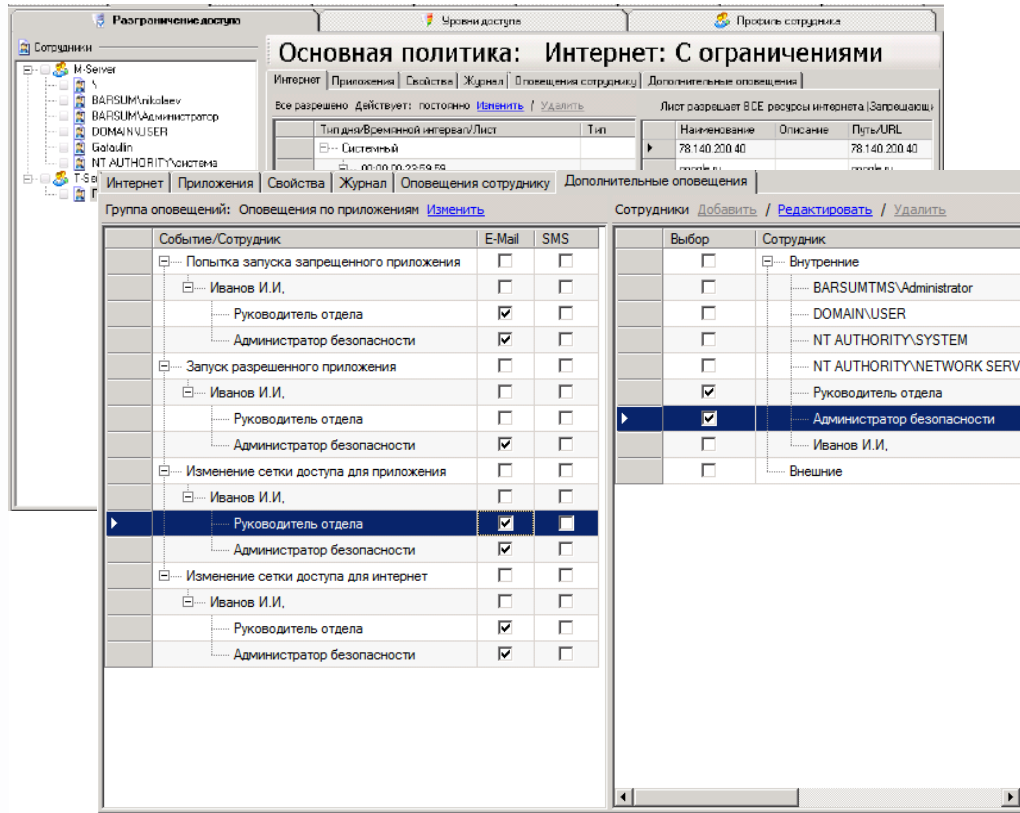 Разграничение доступа Уровни доступа Профиль сотрудника
Сотрудники
Основная политика: Интернет: С ограничениями
M-Server
\
BARSUM\nikolaev
BARSUM\Администратор
DOMAIN\USER
Gataullin
NT AUTHORITY\система
Интернет Приложения Свойства Журнал Оповещения сотруднику Дополнительные оповещения
Все разрешено Действует: постоянно Изменить / Удалить
Лист разрешает ВСЕ ресурсы интернета
Тип дня/Временной интервал/Лист Тип
Наименование Описание Путь/URL
Системный
78.140.200.40 78.140.200.40
00:00:00-23:59:59
Интернет Приложения Свойства Журнал Оповещения сотруднику Дополнительные оповещения
Группа оповещений: Оповещения по приложениям Изменить
Сотрудники Добавить / Редактировать / Удалить
Событие/Сотрудник E-Mail SMS
Попытка запуска запрещенного приложения
Иванов И.И,
Руководитель отдела
Администратор безопасности
Запуск разрешенного приложения
Иванов И.И,
Руководитель отдела
Администратор безопасности
Изменение сетки доступа для приложения
Иванов И.И,
Руководитель отдела
Администратор безопасности
Изменение сетки доступа для интернет
Иванов И.И,
Руководитель отдела
Администратор безопасности
Выбор Сотрудник
Внутренние
BARSUMTMS\Administrator
DOMAIN\USER
NT AUTHORITY\SYSTEM
NT AUTHORITY\NETWORK SERV
Руководитель отдела
Администратор безопасности
Иванов И.И,
Внешние